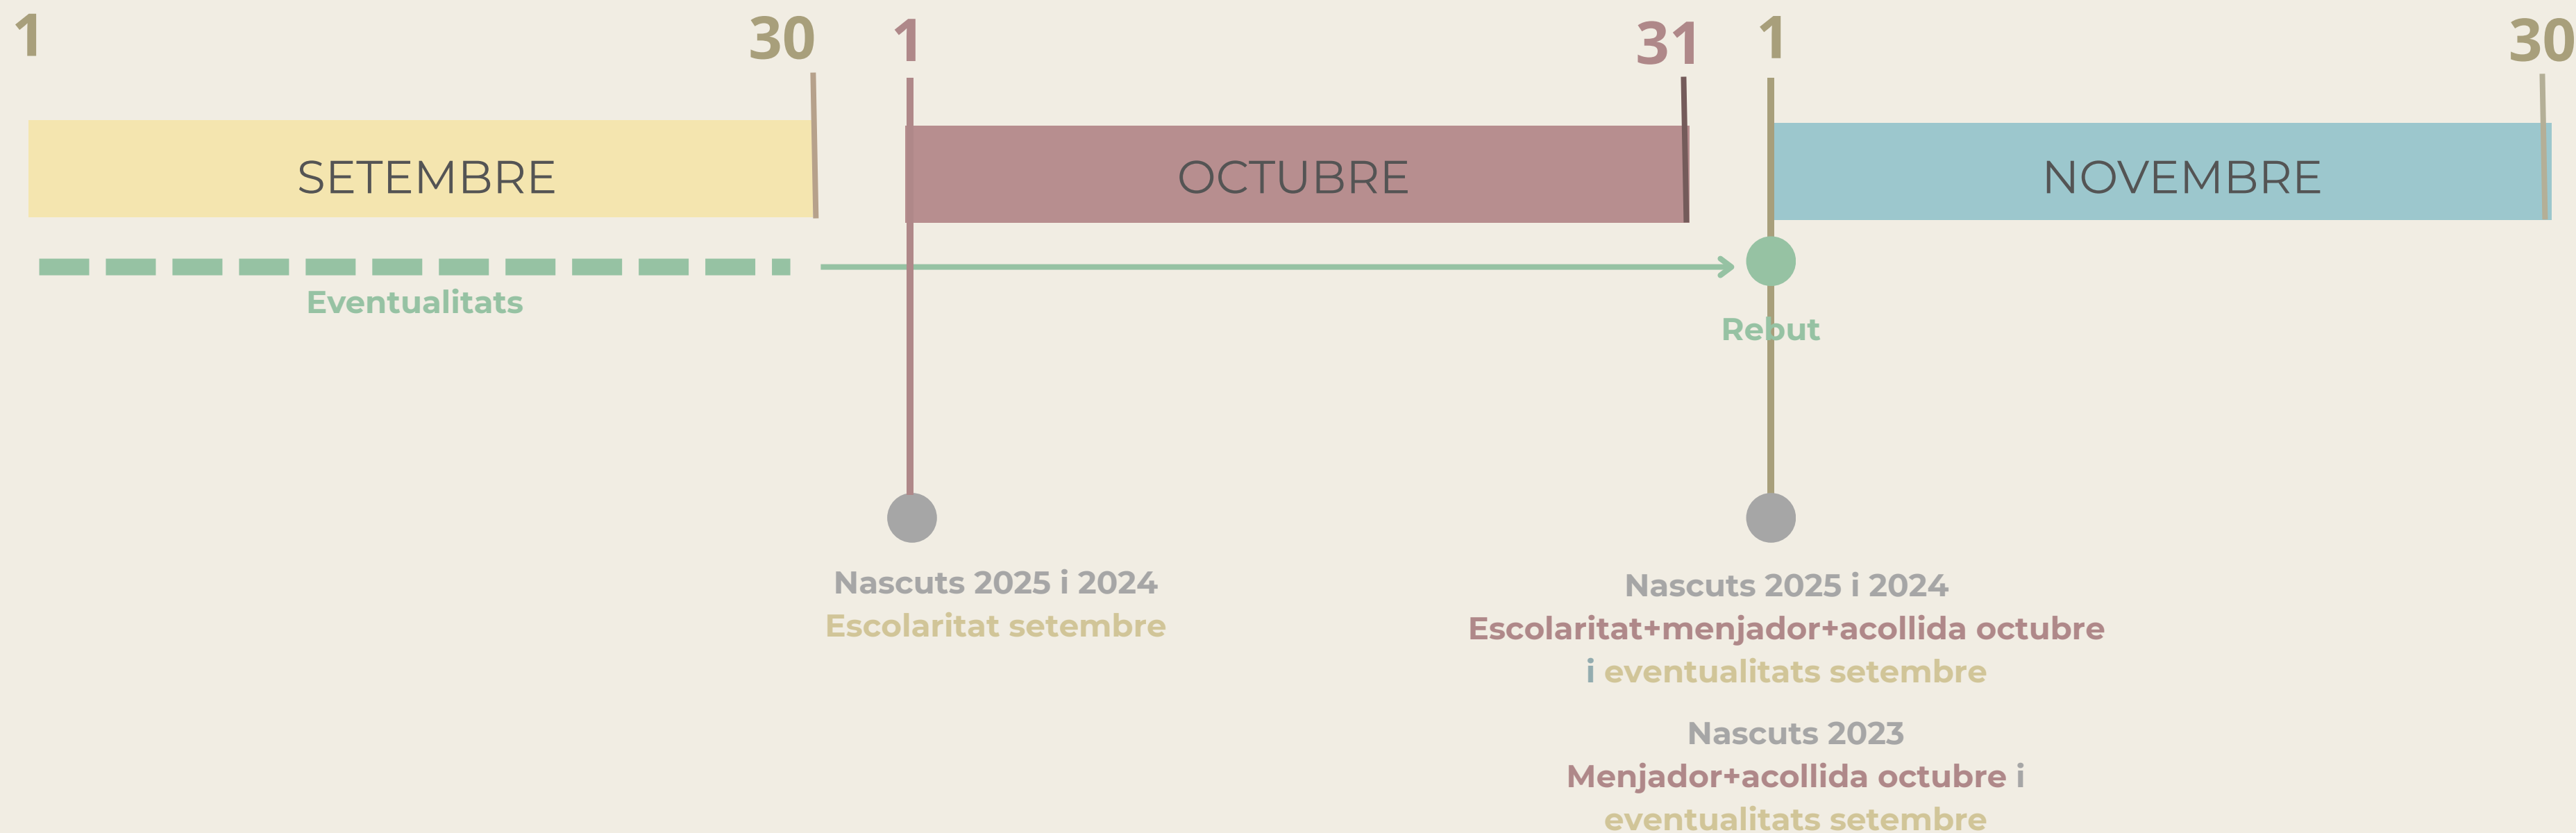 1 30 1 31 1 30
SETEMBRE OCTUBRE NOVEMBRE
Eventualitats
Rebut
Nascuts 2025 i 2024
Escolaritat setembre
Nascuts 2025 i 2024
Escolaritat+menjador+acollida octubre
i eventualitats setembre
Nascuts 2023
Menjador+acollida octubre i
eventualitats setembre